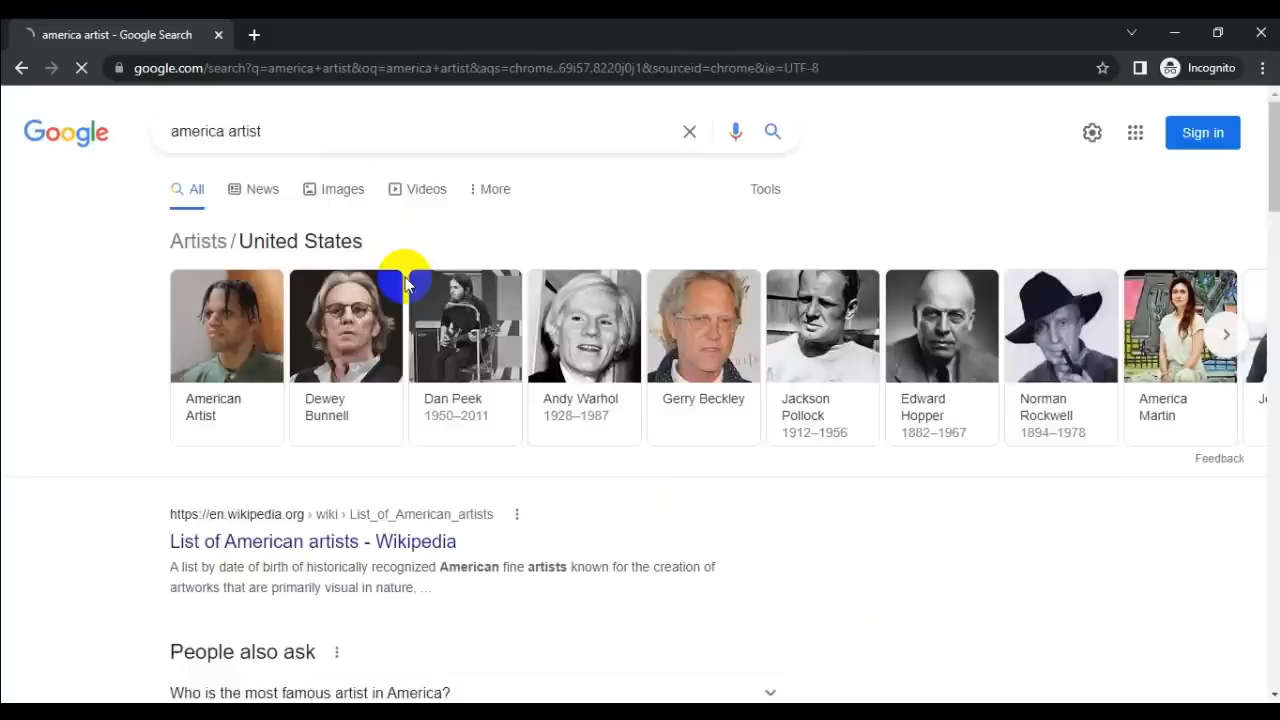 america artist - Google Search
google.com/search?q=america+artist&oq=america+artist&aqs=chrome..69i57.8220j0j1&sourceid=chrome&ie=UTF-8
Incognito
Google
america artist
Sign in
All
News
Images
Videos
More
Tools
Artists / United States
American
Artist
Dewey
Bunnell
Dan Peek
1950–2011
Andy Warhol
1928–1987
Gerry Beckley
Jackson
Pollock
1912–1956
Edward
Hopper
1882–1967
Norman
Rockwell
1894–1978
America
Martin
Feedback
https://en.wikipedia.org › wiki › List_of_American_artists
List of American artists - Wikipedia
A list by date of birth of historically recognized American fine artists known for the creation of
artworks that are primarily visual in nature, ...
People also ask
Who is the most famous artist in America?